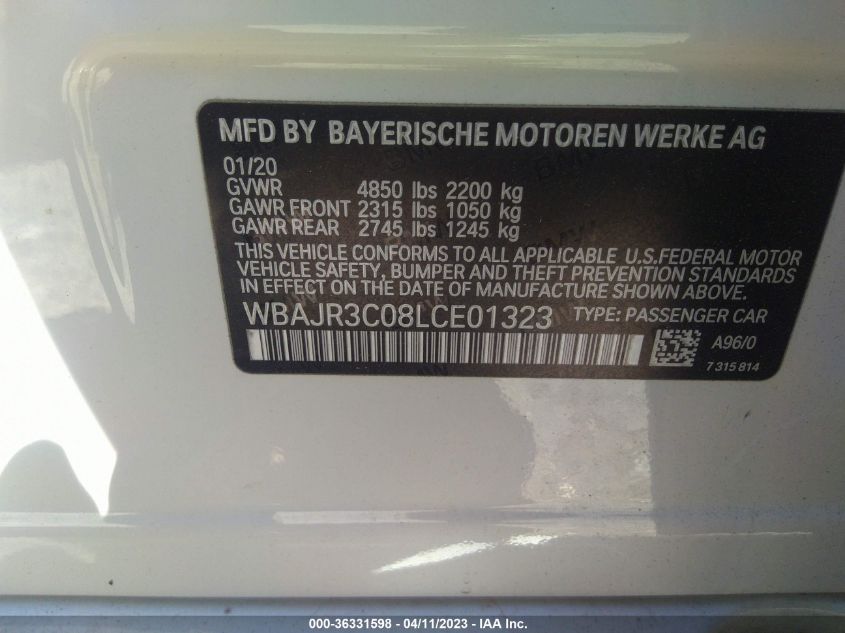 MFD BY BAYERISCHE MOTOREN WERKE AG
01/20
GVWR 4850 lbs 2200 kg
GAWR FRONT 2315 lbs 1050 kg
GAWR REAR 2745 lbs 1245 kg
THIS VEHICLE CONFORMS TO ALL APPLICABLE U.S.FEDERAL MOTOR
VEHICLE SAFETY, BUMPER AND THEFT PREVENTION STANDARDS
IN EFFECT ON THE DATE OF MANUFACTURE SHOWN ABOVE.
WBAJR3C08LCE01323 TYPE: PASSENGER CAR
A96/0
7 315 814
000-36331598 - 04/11/2023 - IAA Inc.